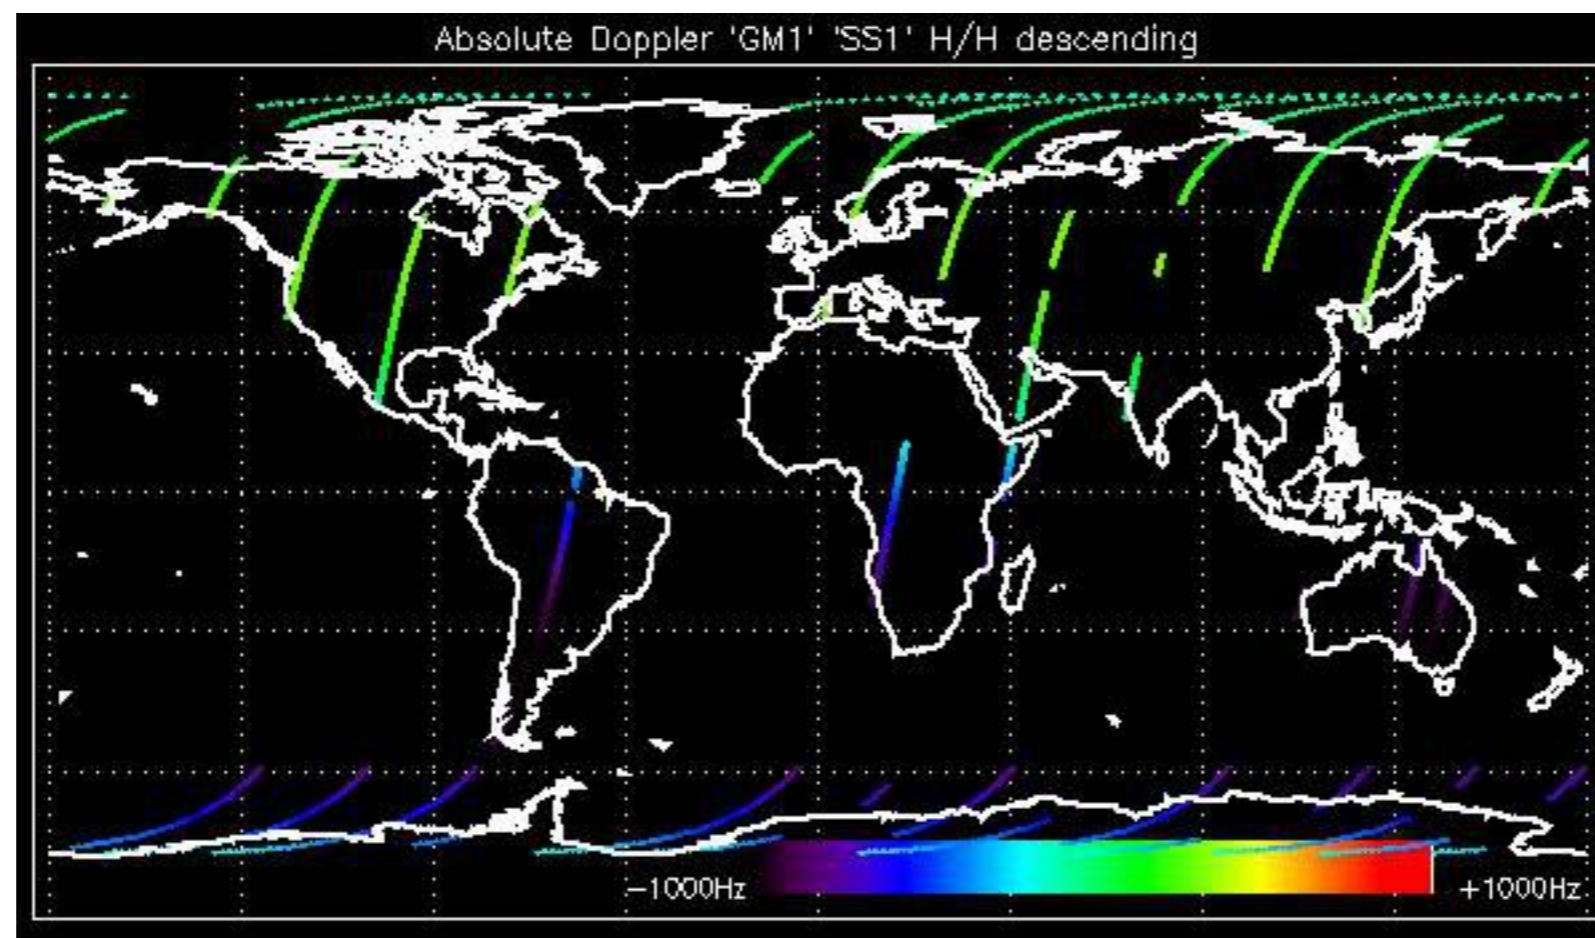 Absolute Doppler 'GM1' 'SS1' H/H descending
-1000Hz +1000Hz